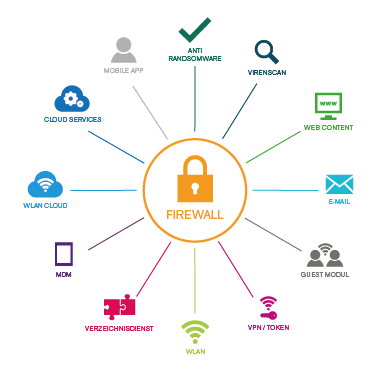 ANTI
RANDSOMWARE
MOBILE APP
VIRENSCAN
CLOUD SERVICES
www
WEB CONTENT
WLAN CLOUD
E-MAIL
FIREWALL
MDM
GUEST MODUL
VERZEICHNISDIENST
VPN / TOKEN
WLAN